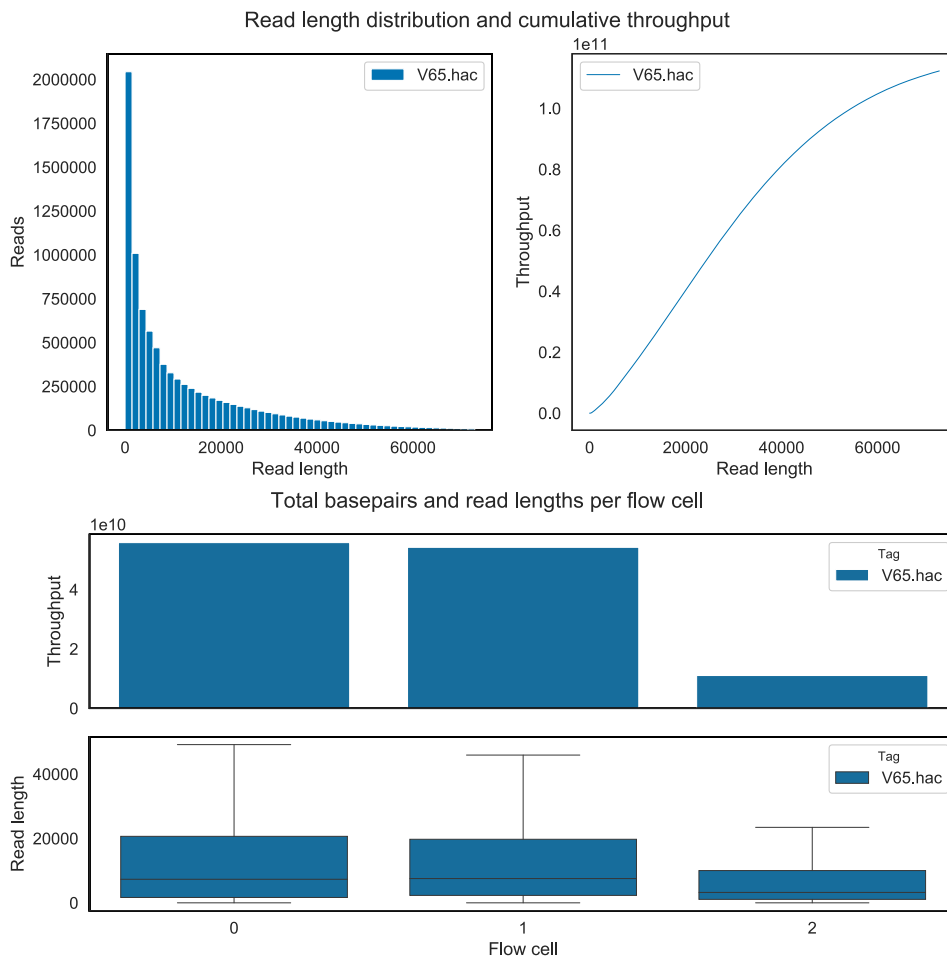 Read length distribution and cumulative throughput
V65.hac
Reads
2000000
1750000
1500000
1250000
1000000
750000
500000
250000
0
0 20000 40000 60000
Read length
1e11
V65.hac
Throughput
1.0
0.8
0.6
0.4
0.2
0.0
0 20000 40000 60000
Read length
Total basepairs and read lengths per flow cell
1e10
Tag
V65.hac
Throughput
4
2
0
Tag
V65.hac
Read length
40000
20000
0
0 1 2
Flow cell